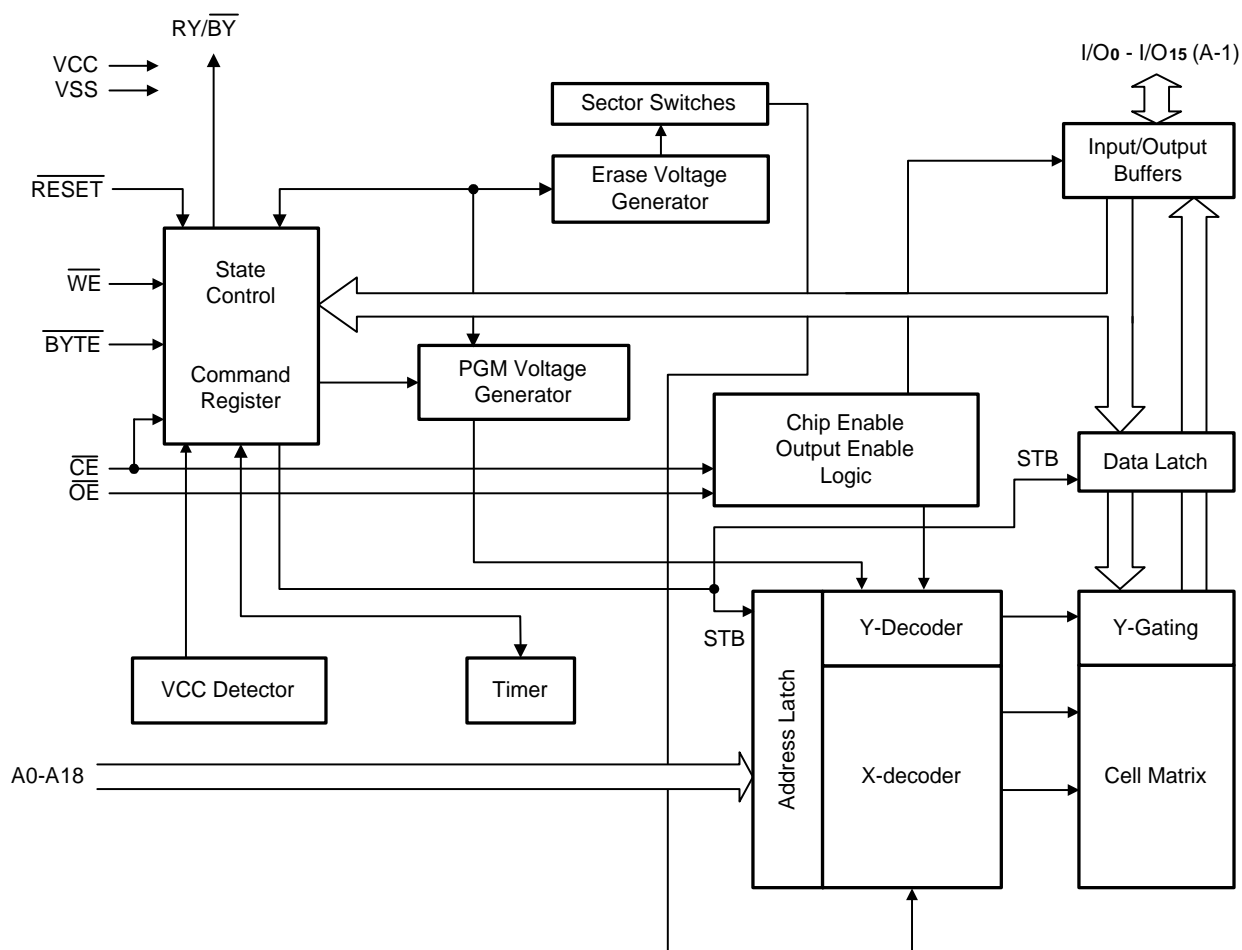 RY/BY
VCC
VSS
I/O0 - I/O15 (A-1)
Sector Switches
Input/Output
Buffers
RESET
Erase Voltage
Generator
State
Control
WE
BYTE
PGM Voltage
Generator
Command
Register
Chip Enable
Output Enable
Logic
CE
OE
STB
Data Latch
STB
Y-Decoder
Y-Gating
VCC Detector
Timer
Address Latch
A0-A18
X-decoder
Cell Matrix